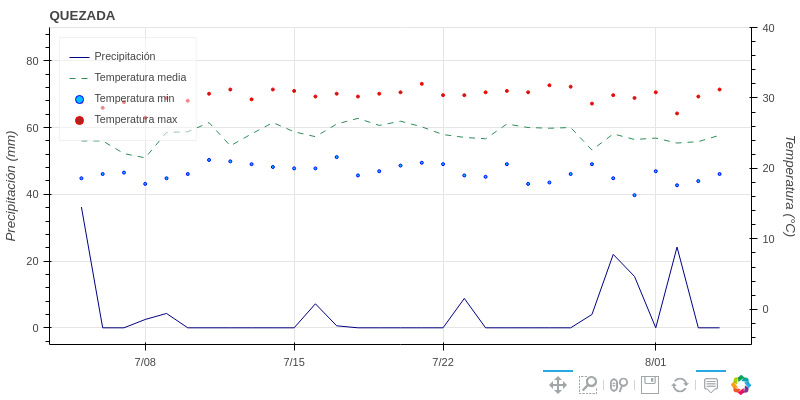 QUEZADA
Precipitación
Temperatura media
Temperatura min
Temperatura max
Precipitación (mm)
80
60
40
20
0
Temperatura (°C)
40
30
20
10
0
7/08
7/15
7/22
8/01